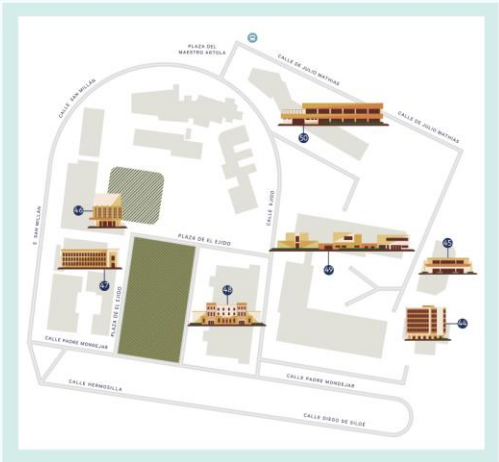 PLAZA DEL
MAESTRO ARTOLA
CALLE DE JULIO MATHIAS
CALLE SAN MILLÁN
CALLE DE JULIO MATHIAS
50
46
C. SAN MILLÁN
CALLE EJIDO
PLAZA DE EL EJIDO
45
49
47
PLAZA DE EL EJIDO
48
44
CALLE PADRE MONDEJAR
CALLE PADRE MONDEJAR
CALLE HERMOSILLA
CALLE DIEGO DE SILOÉ